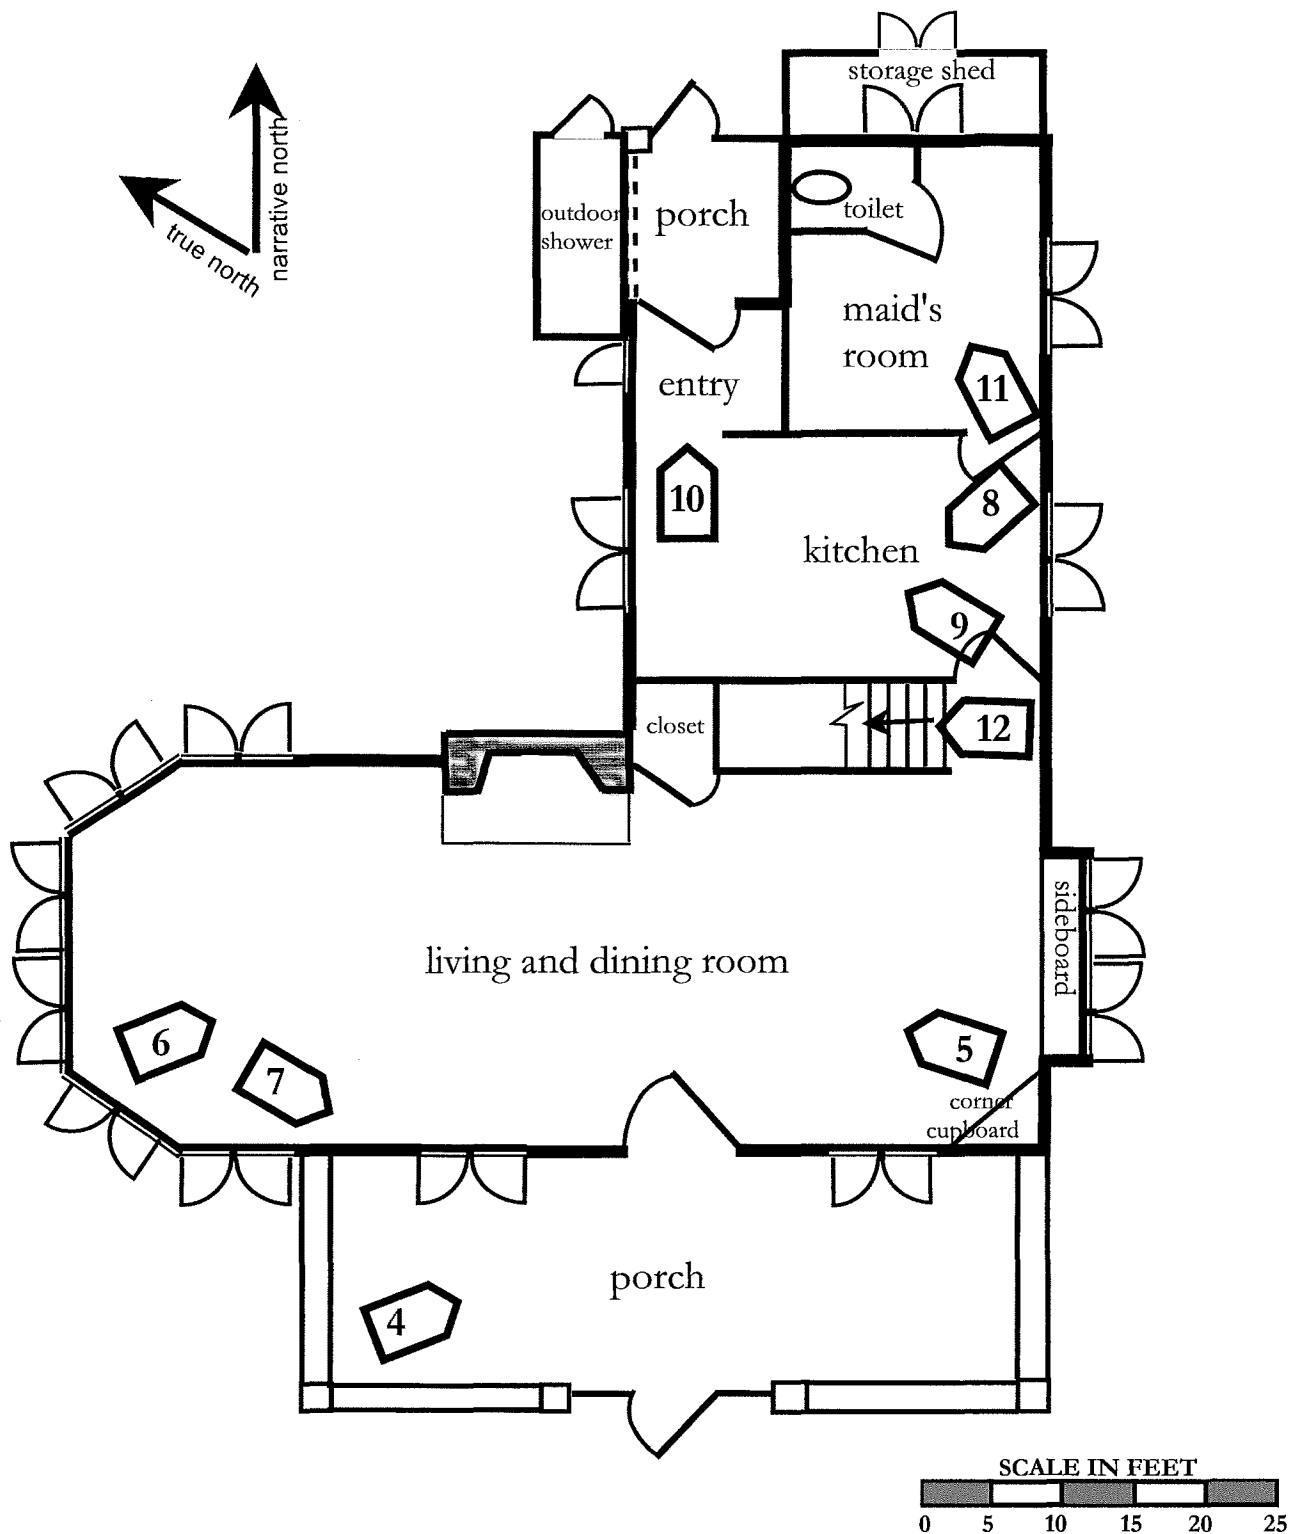 storage shed
narrative north
true north
outdoor
shower
porch
toilet
maid's
room
11
entry
10
8
kitchen
9
closet
12
sideboard
living and dining room
6
7
5
corner
cupboard
porch
4
SCALE IN FEET
0 5 10 15 20 25